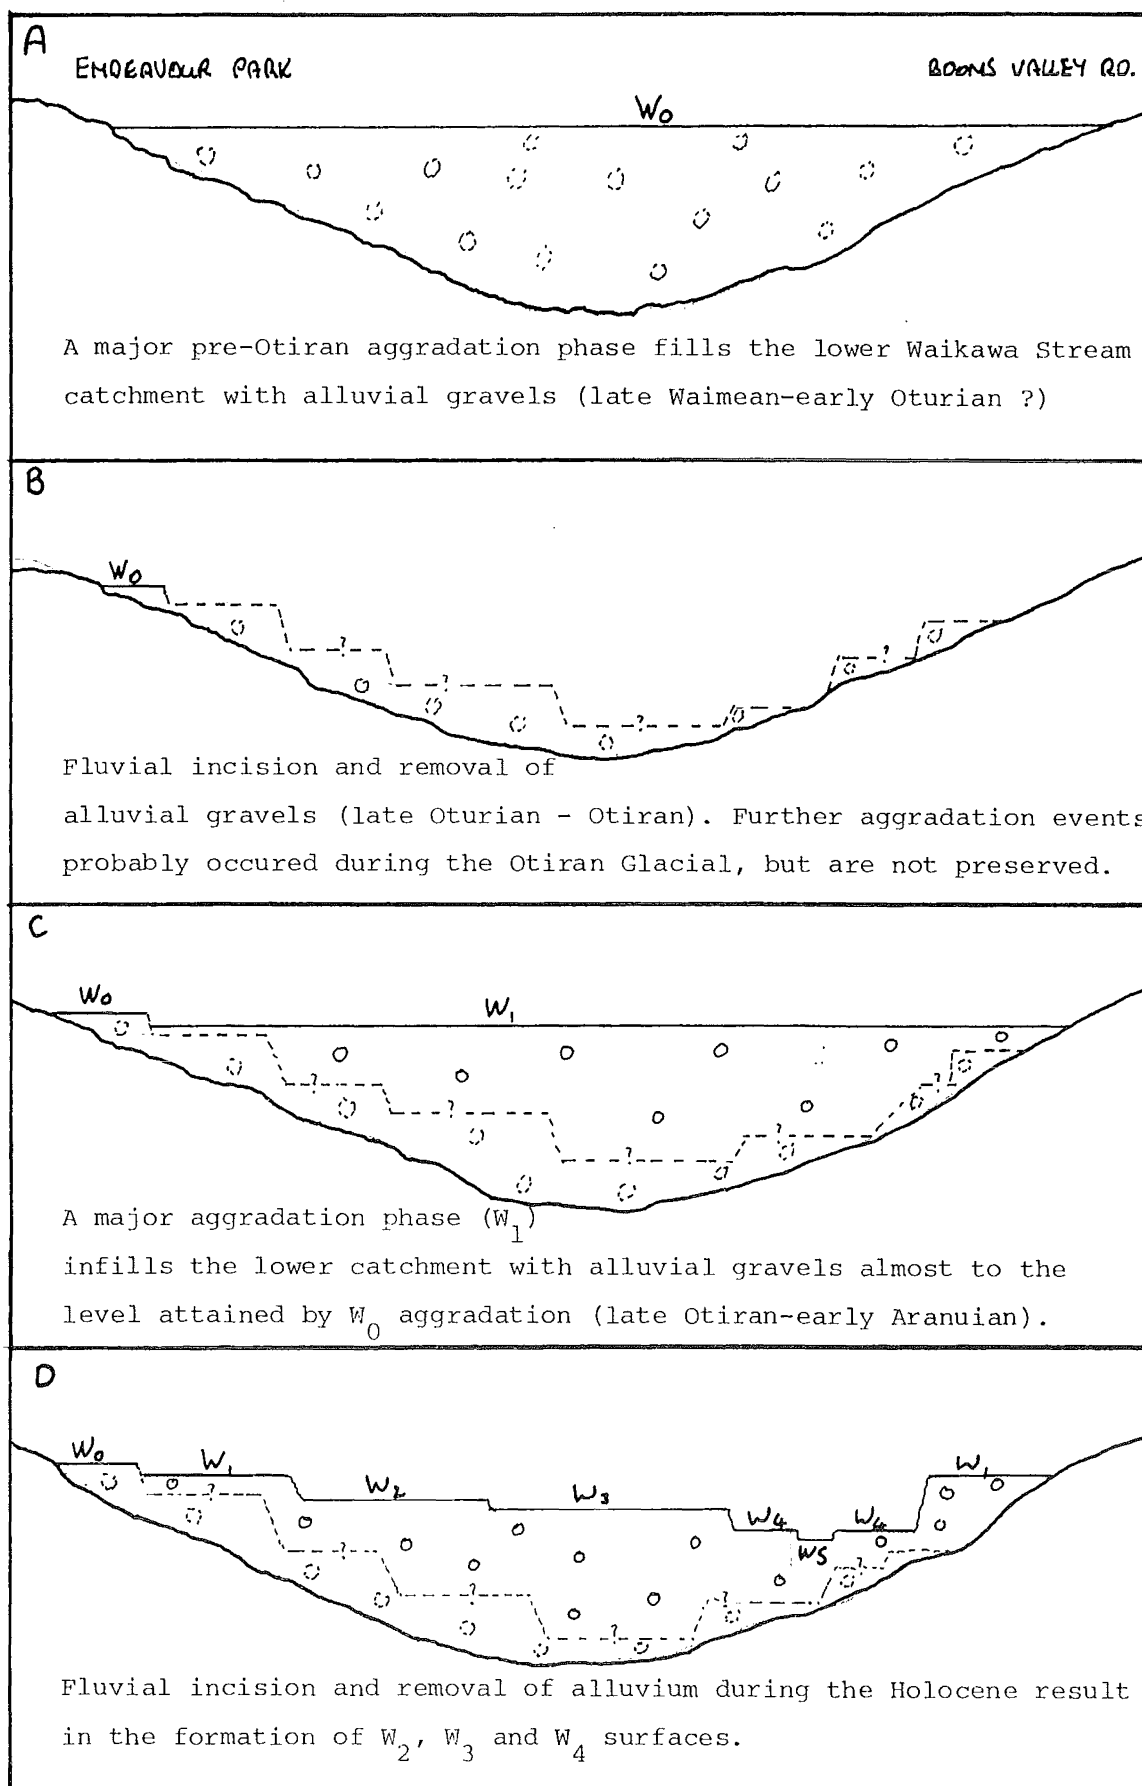 A
ENDEAVOUR PARK BOONS VALLEY RD.
W0
A major pre-Otiran aggradation phase fills the lower Waikawa Stream
catchment with alluvial gravels (late Waimean-early Oturian ?)
B
W0
? ?
? ?
Fluvial incision and removal of
alluvial gravels (late Oturian - Otiran). Further aggradation events
probably occured during the Otiran Glacial, but are not preserved.
C
W0 W1
? ?
? ?
?
A major aggradation phase (W1)
infills the lower catchment with alluvial gravels almost to the
level attained by W0 aggradation (late Otiran-early Aranuian).
D
W0 W1 W1
W2 W3
W4 W4
WS
?
? ?
? ?
?
Fluvial incision and removal of alluvium during the Holocene result
in the formation of W2, W3 and W4 surfaces.